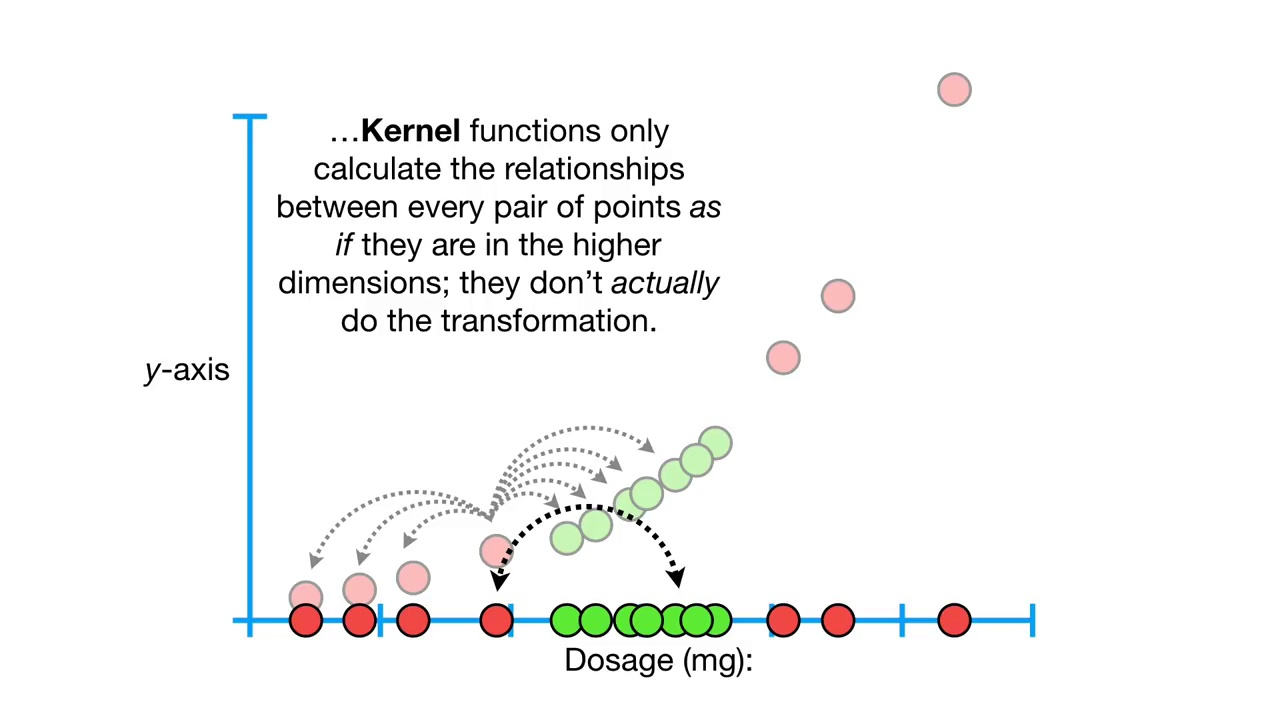 …Kernel functions only
calculate the relationships
between every pair of points as
if they are in the higher
dimensions; they don’t actually
do the transformation.
y-axis
Dosage (mg):